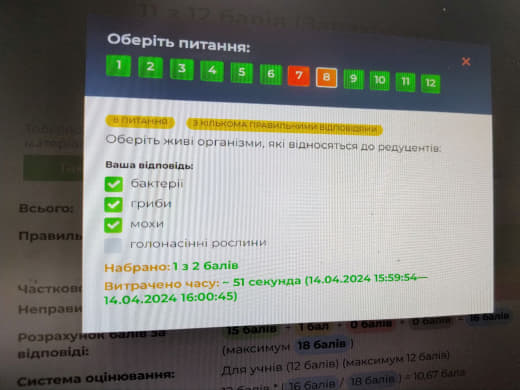 11 з 12 балів
Оберіть питання:
1 2 3 4 5 6 7 8 9 10 11 12
8 ПИТАННЯ
З КІЛЬКОМА ПРАВИЛЬНИМИ ВІДПОВІДЯМИ
Оберіть живі організми, які відносяться до редуцентів:
Ваша відповідь:
бактерії
гриби
мохи
голонасінні рослини
Набрано: 1 з 2 балів
Витрачено часу: ~ 51 секунда (14.04.2024 15:59:54—
14.04.2024 16:00:45)
Всього:
Правиль
Частково
Неправи
15 балів + 1 бал + 0 балів + 0 балів = 16 балів
Розрахунок балів за
відповіді:
(максимум 18 балів)
Система оцінювання:
Для учнів (12 балів) (максимум 12 балів)
12 балів * (16 балів / 18 балів) = 10,67 бала